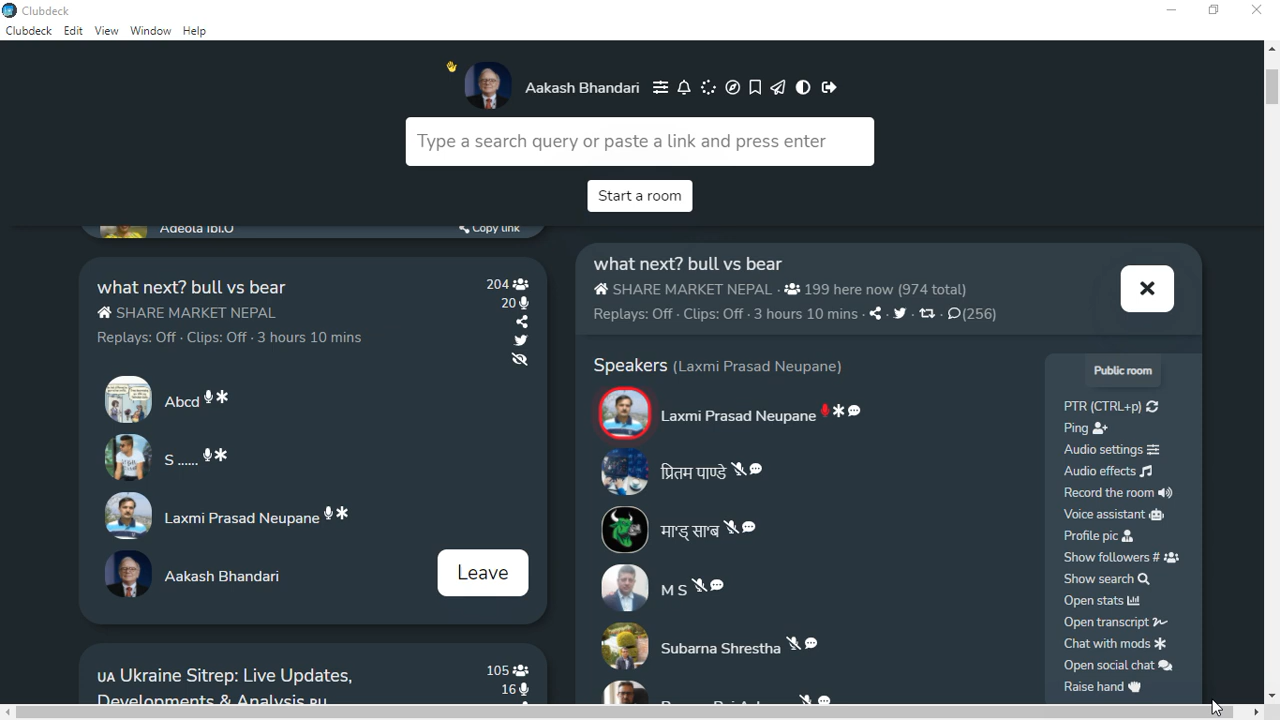 Clubdeck
Clubdeck Edit View Window Help
Aakash Bhandari
Type a search query or paste a link and press enter
Start a room
Adeola Ibi.O
Copy link
what next? bull vs bear
204
20
SHARE MARKET NEPAL
Replays: Off · Clips: Off · 3 hours 10 mins
Abcd
S ......
Laxmi Prasad Neupane
Aakash Bhandari
Leave
UA Ukraine Sitrep: Live Updates,
Developments & Analysis RU
105
16
what next? bull vs bear
SHARE MARKET NEPAL · 199 here now (974 total)
Replays: Off · Clips: Off · 3 hours 10 mins · · · · (256)
Speakers (Laxmi Prasad Neupane)
Laxmi Prasad Neupane
प्रितम पाण्डे
मा'ड् सा'ब
M S
Subarna Shrestha
Public room
PTR (CTRL+p)
Ping
Audio settings
Audio effects
Record the room
Voice assistant
Profile pic
Show followers #
Show search
Open stats
Open transcript
Chat with mods
Open social chat
Raise hand